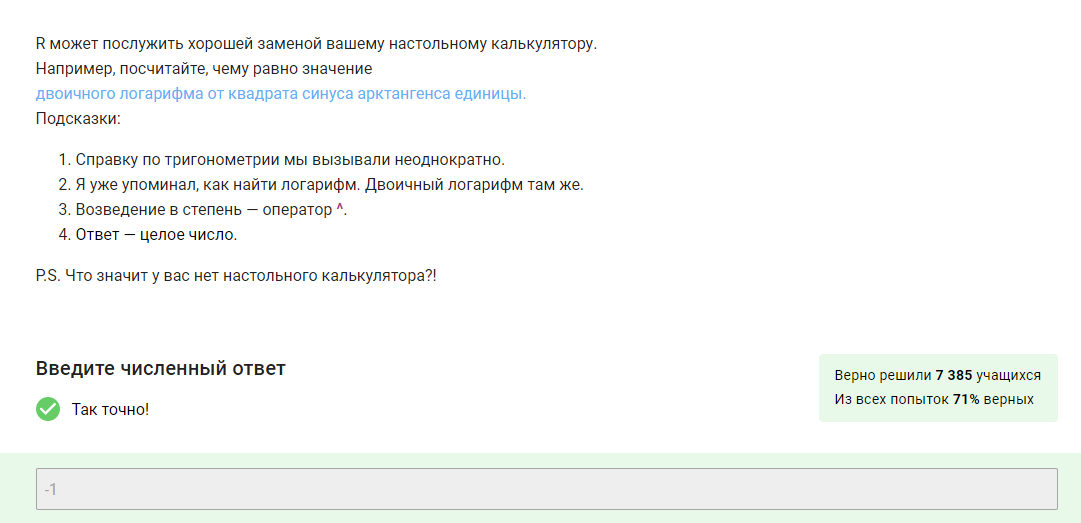 R может послужить хорошей заменой вашему настольному калькулятору.
Например, посчитайте, чему равно значение
двоичного логарифма от квадрата синуса арктангенса единицы.
Подсказки:
1. Справку по тригонометрии мы вызывали неоднократно.
2. Я уже упоминал, как найти логарифм. Двоичный логарифм там же.
3. Возведение в степень — оператор ^.
4. Ответ — целое число.
P.S. Что значит у вас нет настольного калькулятора?!
Введите численный ответ
Так точно!
Верно решили 7 385 учащихся
Из всех попыток 71% верных
-1